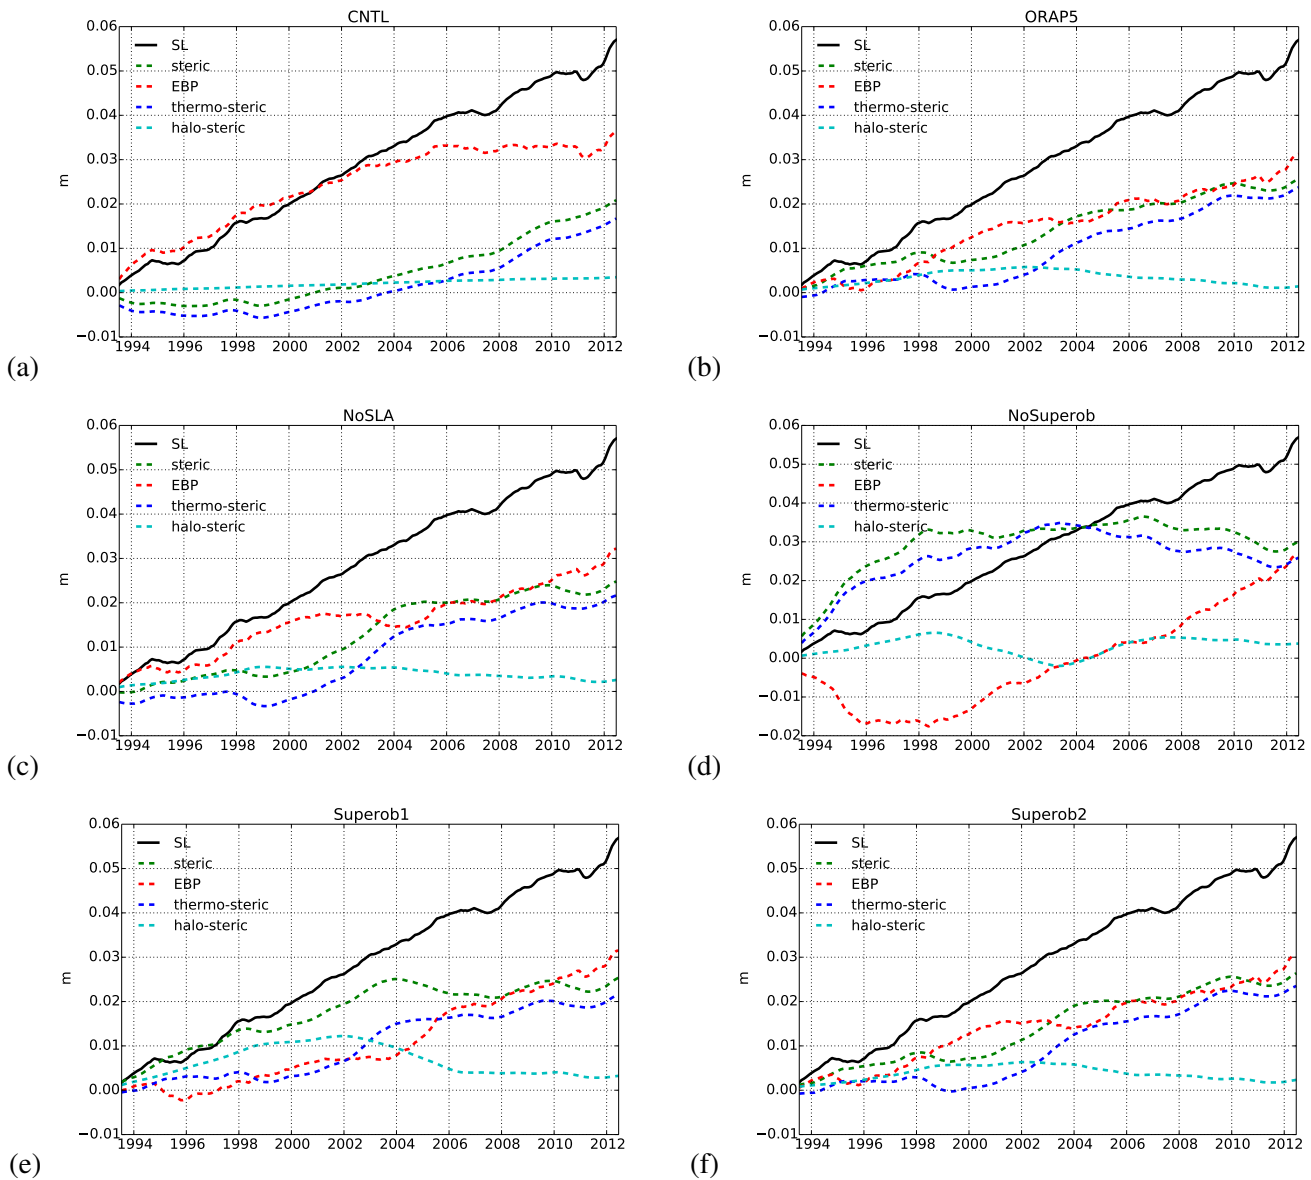 CNTL
0.06
0.05
0.04
0.03
0.02
0.01
0.00
−0.01
m
SL
steric
EBP
thermo-steric
halo-steric
1994 1996 1998 2000 2002 2004 2006 2008 2010 2012
(a)
ORAP5
0.06
0.05
0.04
0.03
0.02
0.01
0.00
−0.01
m
SL
steric
EBP
thermo-steric
halo-steric
1994 1996 1998 2000 2002 2004 2006 2008 2010 2012
(b)
NoSLA
0.06
0.05
0.04
0.03
0.02
0.01
0.00
−0.01
m
SL
steric
EBP
thermo-steric
halo-steric
1994 1996 1998 2000 2002 2004 2006 2008 2010 2012
(c)
NoSuperob
0.06
0.05
0.04
0.03
0.02
0.01
0.00
−0.01
−0.02
m
SL
steric
EBP
thermo-steric
halo-steric
1994 1996 1998 2000 2002 2004 2006 2008 2010 2012
(d)
Superob1
0.06
0.05
0.04
0.03
0.02
0.01
0.00
−0.01
m
SL
steric
EBP
thermo-steric
halo-steric
1994 1996 1998 2000 2002 2004 2006 2008 2010 2012
(e)
Superob2
0.06
0.05
0.04
0.03
0.02
0.01
0.00
−0.01
m
SL
steric
EBP
thermo-steric
halo-steric
1994 1996 1998 2000 2002 2004 2006 2008 2010 2012
(f)